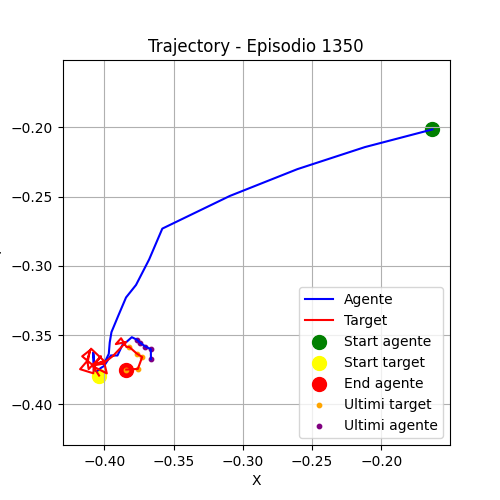 Trajectory - Episodio 1350
−0.20
−0.25
−0.30
−0.35
−0.40
Agente
Target
Start agente
Start target
End agente
Ultimi target
Ultimi agente
−0.40 −0.35 −0.30 −0.25 −0.20
X